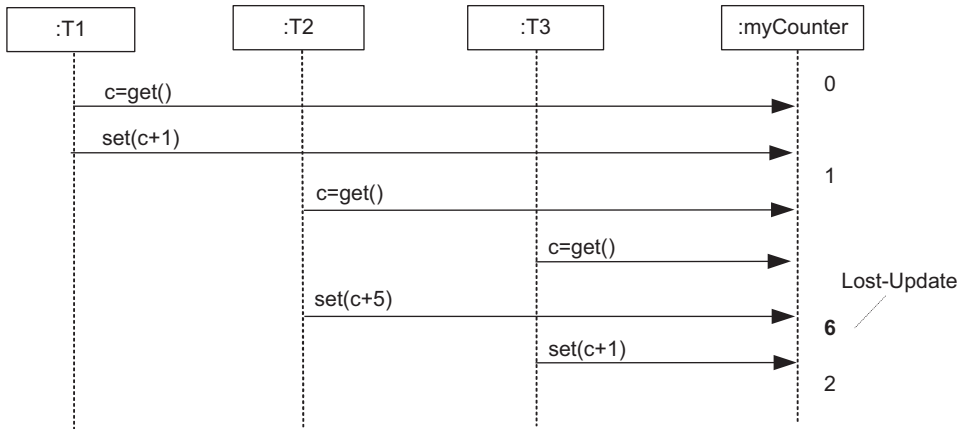 :T1
:T2
:T3
:myCounter
0
c=get()
set(c+1)
1
c=get()
c=get()
Lost-Update
set(c+5)
6
set(c+1)
2